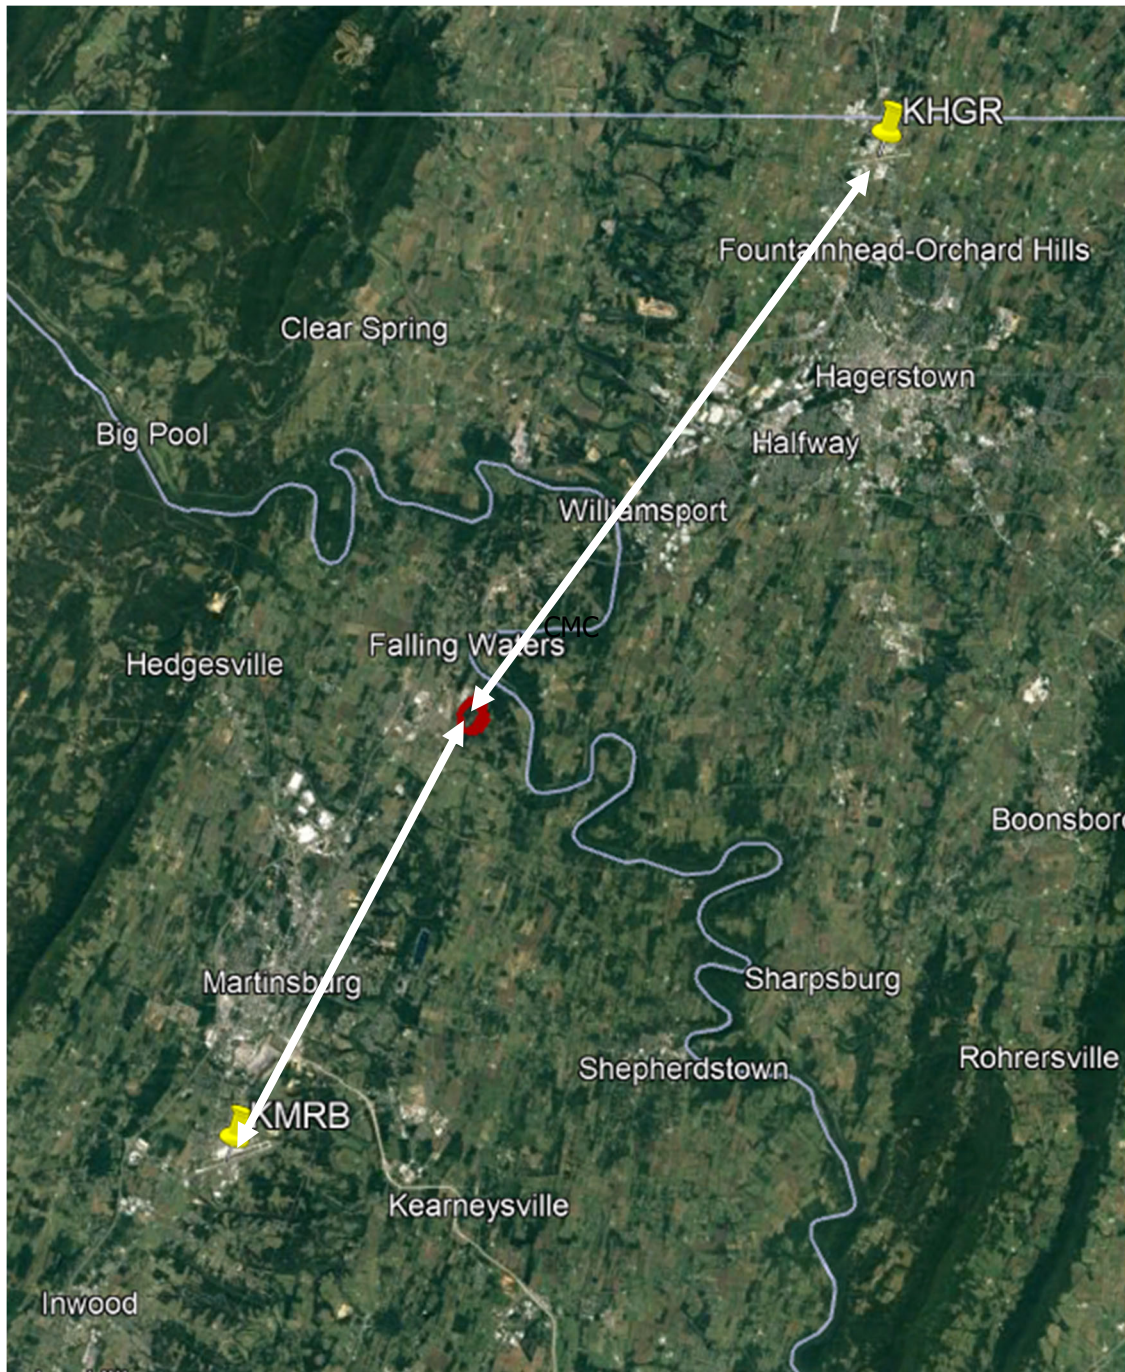 KHGR
Fountainhead-Orchard Hills
Clear Spring
Hagerstown
Big Pool
Halfway
Williamsport
CMC
Falling Waters
Hedgesville
Boonsboro
Martinsburg
Sharpsburg
Rohrersville
Shepherdstown
KMRB
Kearneysville
Inwood